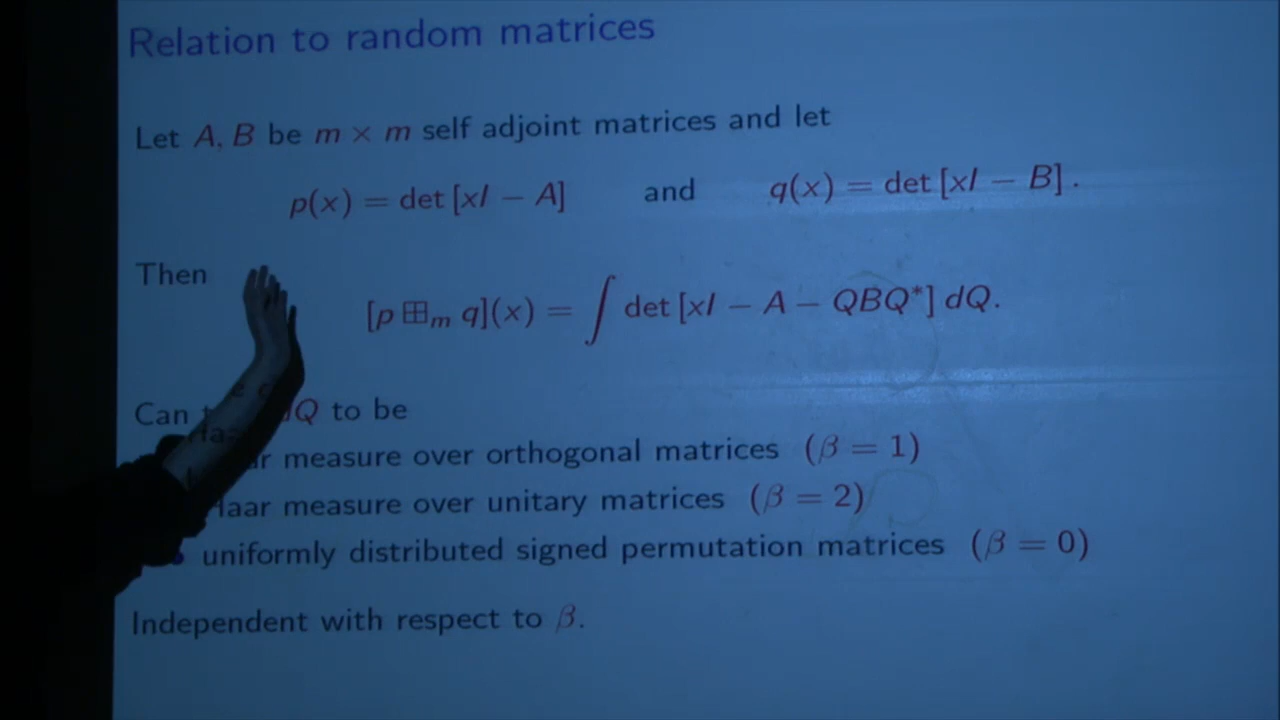 Relation to random matrices
Let A, B be m × m self adjoint matrices and let
p(x) = det [xI − A] and q(x) = det [xI − B] .
Then
[p ⊞m q](x) = ∫ det [xI − A − QBQ*] dQ.
Can dQ to be
measure over orthogonal matrices (β = 1)
Haar measure over unitary matrices (β = 2)
uniformly distributed signed permutation matrices (β = 0)
Independent with respect to β.